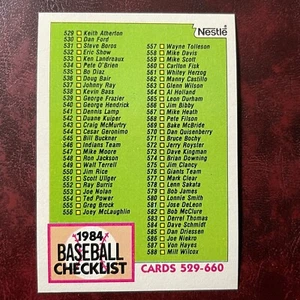 Nestlé
529 Keith Atherton
530 Dan Ford
531 Steve Boros
532 Eric Show
533 Ken Landreaux
534 Pete O'Brien
535 Bo Diaz
536 Doug Bair
537 Johnny Ray
538 Kevin Bass
539 George Frazier
540 George Hendrick
541 Dennis Lamp
542 Duane Kuiper
543 Craig McMurtry
544 Cesar Geronimo
545 Bill Buckner
546 Indians Team
547 Mike Moore
548 Ron Jackson
549 Walt Terrell
550 Jim Rice
551 Scott Ullger
552 Ray Burris
553 Joe Nolan
554 Ted Power
555 Greg Brock
556 Joey McLaughlin
557 Wayne Tolleson
558 Mike Davis
559 Mike Scott
560 Carlton Fisk
561 Whitey Herzog
562 Manny Castillo
563 Glenn Wilson
564 Al Holland
565 Leon Durham
566 Jim Bibby
567 Mike Heath
568 Pete Filson
569 Bake McBride
570 Dan Quisenberry
571 Bruce Bochy
572 Jerry Royster
573 Dave Kingman
574 Brian Downing
575 Jim Clancy
576 Giants Team
577 Mark Clear
578 Lenn Sakata
579 Bob James
580 Lonnie Smith
581 Jose DeLeon
582 Bob McClure
583 Derrel Thomas
584 Dave Schmidt
585 Dan Driessen
586 Joe Niekro
587 Von Hayes
588 Milt Wilcox
1984
BASEBALL
CHECKLIST
CARDS 529-660